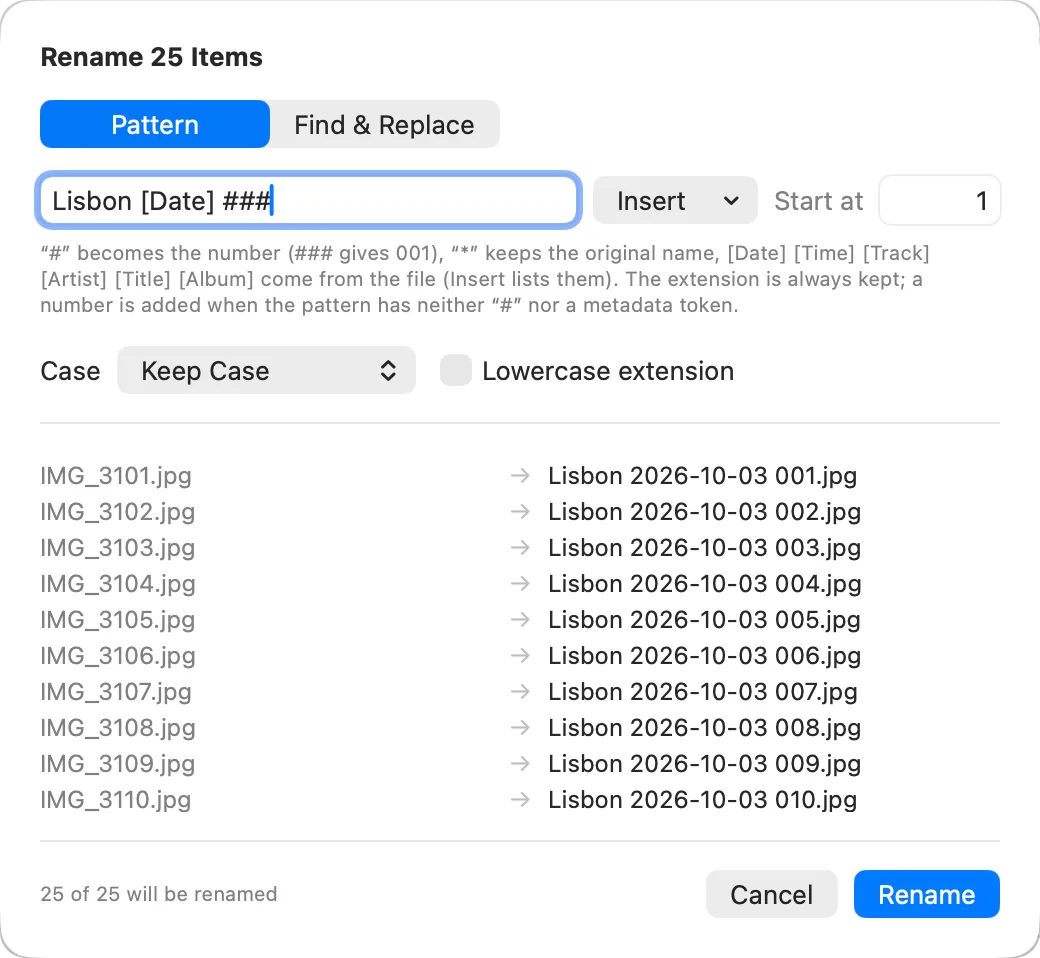 Rename 25 Items
Pattern Find & Replace
Lisbon [Date] ### Insert Start at 1
“#” becomes the number (### gives 001), “*” keeps the original name, [Date] [Time] [Track]
[Artist] [Title] [Album] come from the file (Insert lists them). The extension is always kept; a
number is added when the pattern has neither “#” nor a metadata token.
Case Keep Case Lowercase extension
IMG_3101.jpg → Lisbon 2026-10-03 001.jpg
IMG_3102.jpg → Lisbon 2026-10-03 002.jpg
IMG_3103.jpg → Lisbon 2026-10-03 003.jpg
IMG_3104.jpg → Lisbon 2026-10-03 004.jpg
IMG_3105.jpg → Lisbon 2026-10-03 005.jpg
IMG_3106.jpg → Lisbon 2026-10-03 006.jpg
IMG_3107.jpg → Lisbon 2026-10-03 007.jpg
IMG_3108.jpg → Lisbon 2026-10-03 008.jpg
IMG_3109.jpg → Lisbon 2026-10-03 009.jpg
IMG_3110.jpg → Lisbon 2026-10-03 010.jpg
25 of 25 will be renamed Cancel Rename